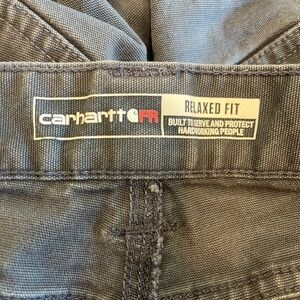 carhartt FR
RELAXED FIT
BUILT TO SERVE AND PROTECT
HARDWORKING PEOPLE